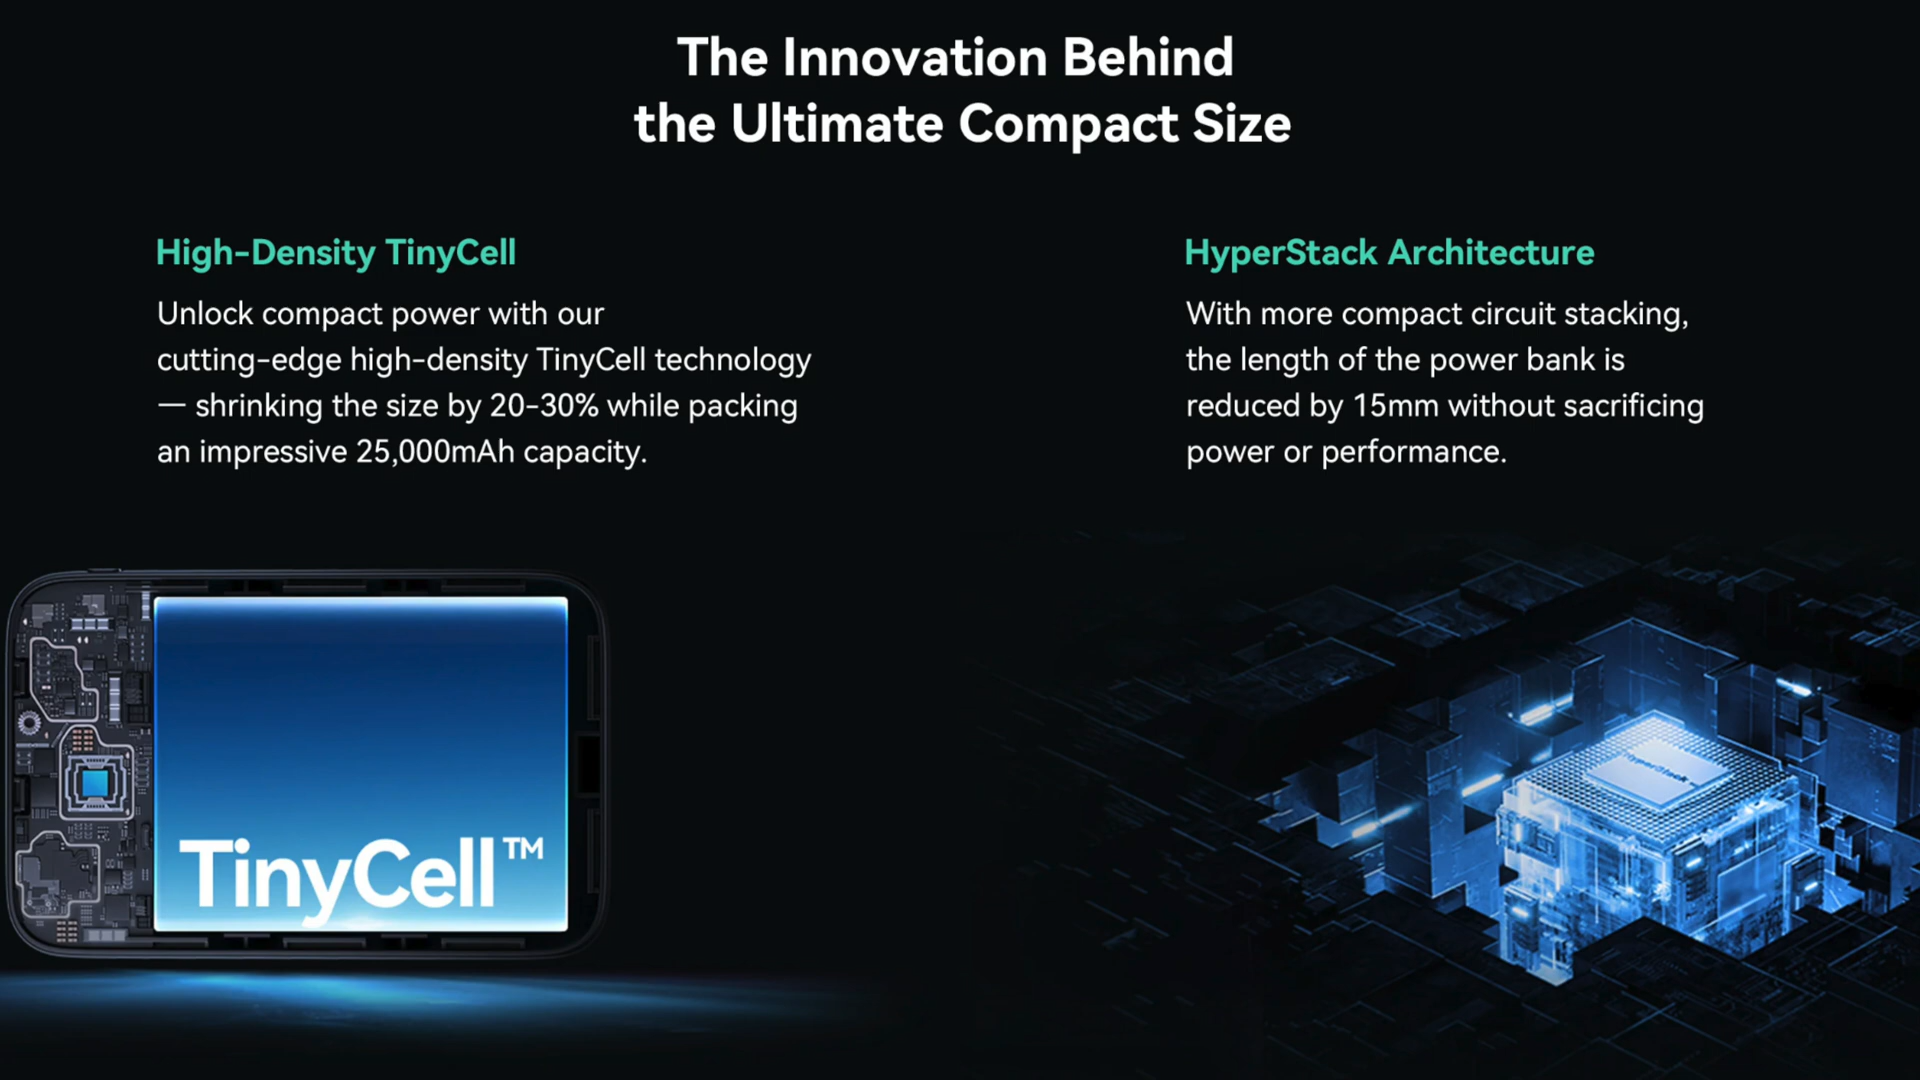 The Innovation Behind
the Ultimate Compact Size
High-Density TinyCell
Unlock compact power with our
cutting-edge high-density TinyCell technology
— shrinking the size by 20-30% while packing
an impressive 25,000mAh capacity.
HyperStack Architecture
With more compact circuit stacking,
the length of the power bank is
reduced by 15mm without sacrificing
power or performance.
TinyCell™
HyperStack